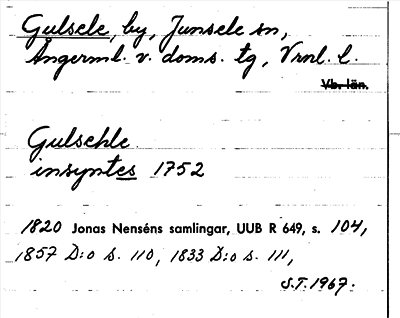 Gulsele, by, Junsele sn,
Ångerml. v. doms. tg, Vrnl. l.
Vb. län.
Gulsehle
insyntes 1752
1820 Jonas Nenséns samlingar, UUB R 649, s. 104,
1857 D:o s. 110, 1833 D:o s. 111,
S.T. 1967.